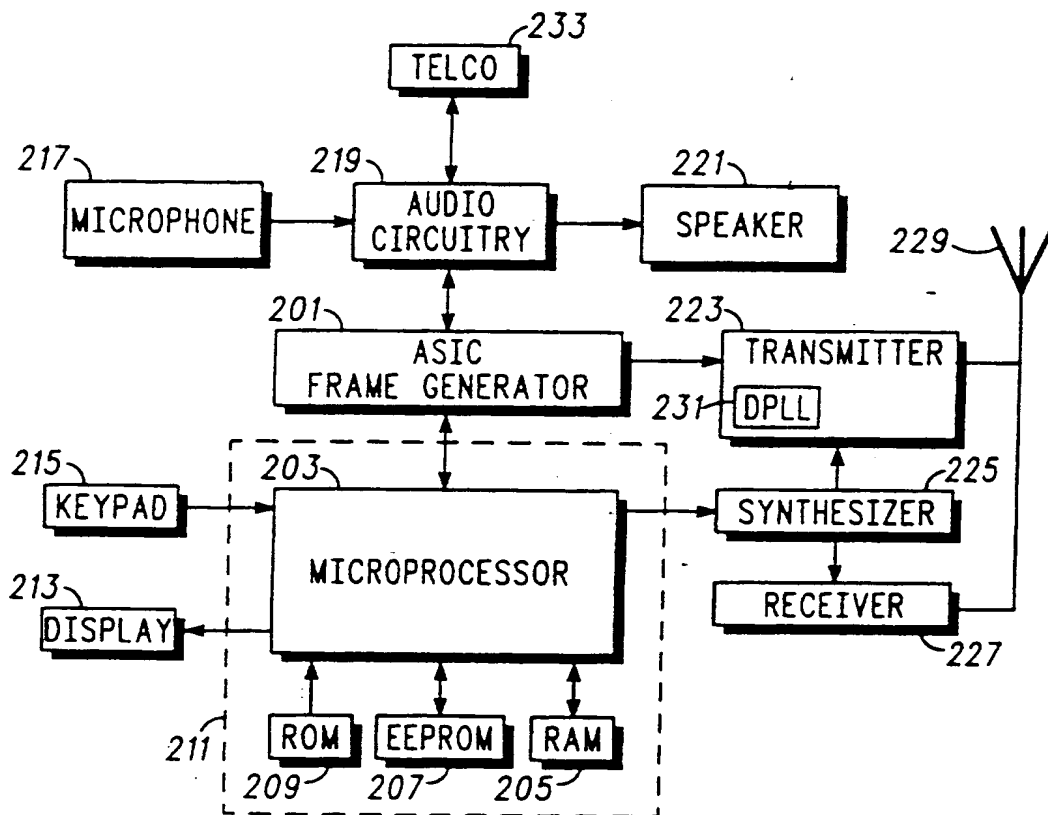 233
TELCO
217
219
221
MICROPHONE
AUDIO
CIRCUITRY
SPEAKER
229
201
223
ASIC
FRAME GENERATOR
TRANSMITTER
231
DPLL
215
203
225
KEYPAD
SYNTHESIZER
MICROPROCESSOR
213
DISPLAY
RECEIVER
227
211
ROM
EEPROM
RAM
209
207
205